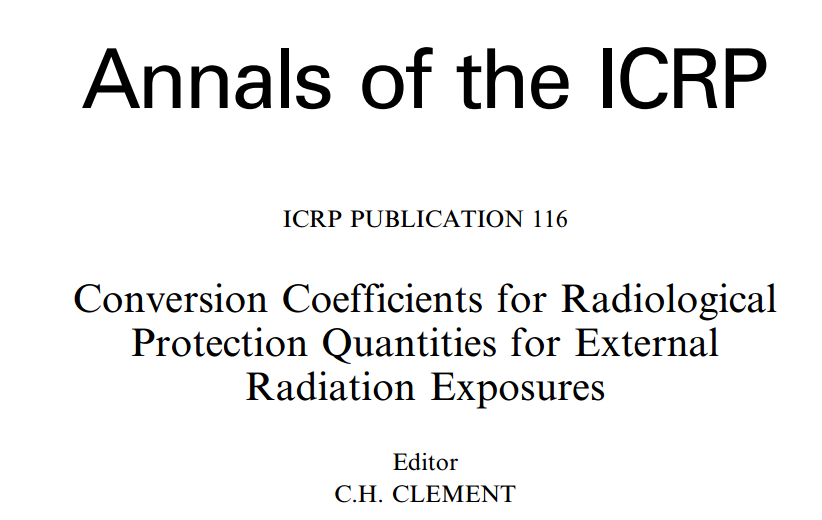 Annals of the ICRP
ICRP PUBLICATION 116
Conversion Coefficients for Radiological
Protection Quantities for External
Radiation Exposures
Editor
C.H. CLEMENT